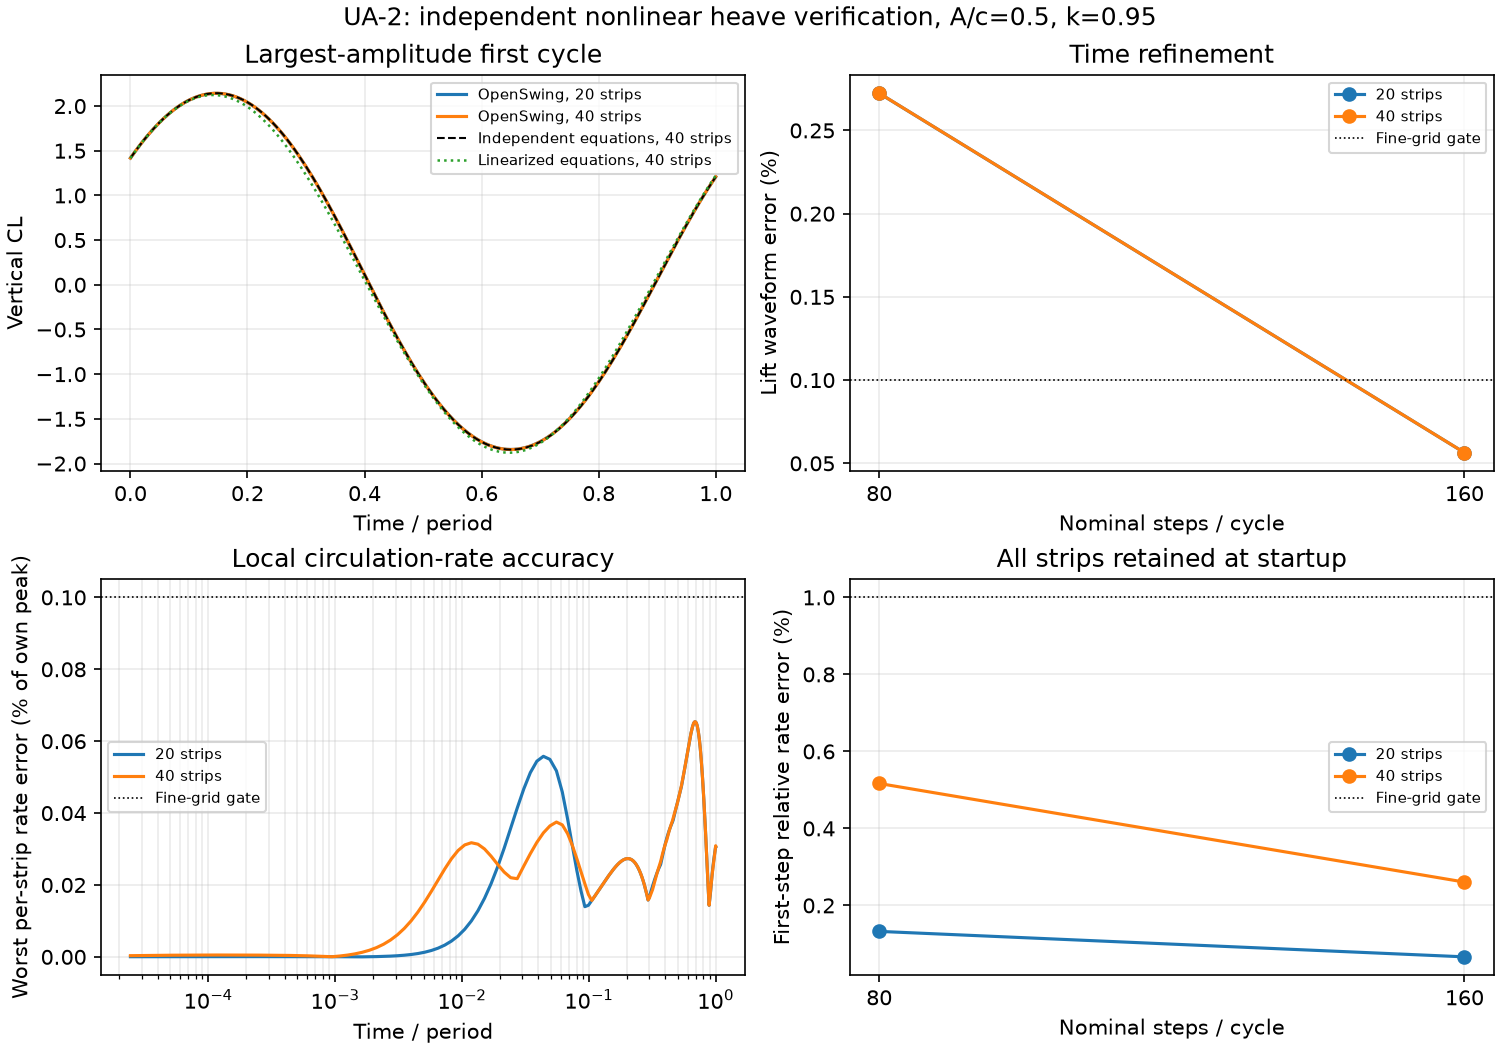 UA-2: independent nonlinear heave verification, A/c=0.5, k=0.95
Largest-amplitude first cycle
Vertical CL
2.0
1.5
1.0
0.5
0.0
−0.5
−1.0
−1.5
−2.0
OpenSwing, 20 strips
OpenSwing, 40 strips
Independent equations, 40 strips
Linearized equations, 40 strips
0.0 0.2 0.4 0.6 0.8 1.0
Time / period
Time refinement
Lift waveform error (%)
0.25
0.20
0.15
0.10
0.05
20 strips
40 strips
Fine-grid gate
80 160
Nominal steps / cycle
Local circulation-rate accuracy
Worst per-strip rate error (% of own peak)
0.10
0.08
0.06
0.04
0.02
0.00
20 strips
40 strips
Fine-grid gate
10⁻⁴ 10⁻³ 10⁻² 10⁻¹ 10⁰
Time / period
All strips retained at startup
First-step relative rate error (%)
1.0
0.8
0.6
0.4
0.2
20 strips
40 strips
Fine-grid gate
80 160
Nominal steps / cycle